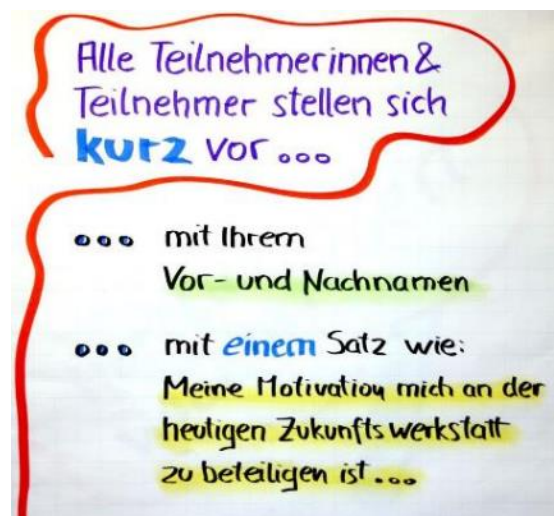 Alle Teilnehmerinnen &
Teilnehmer stellen sich
kurz vor ...
... mit Ihrem
Vor- und Nachnamen
... mit einem Satz wie:
Meine Motivation mich an der
heutigen Zukunftswerkstatt
zu beteiligen ist ...